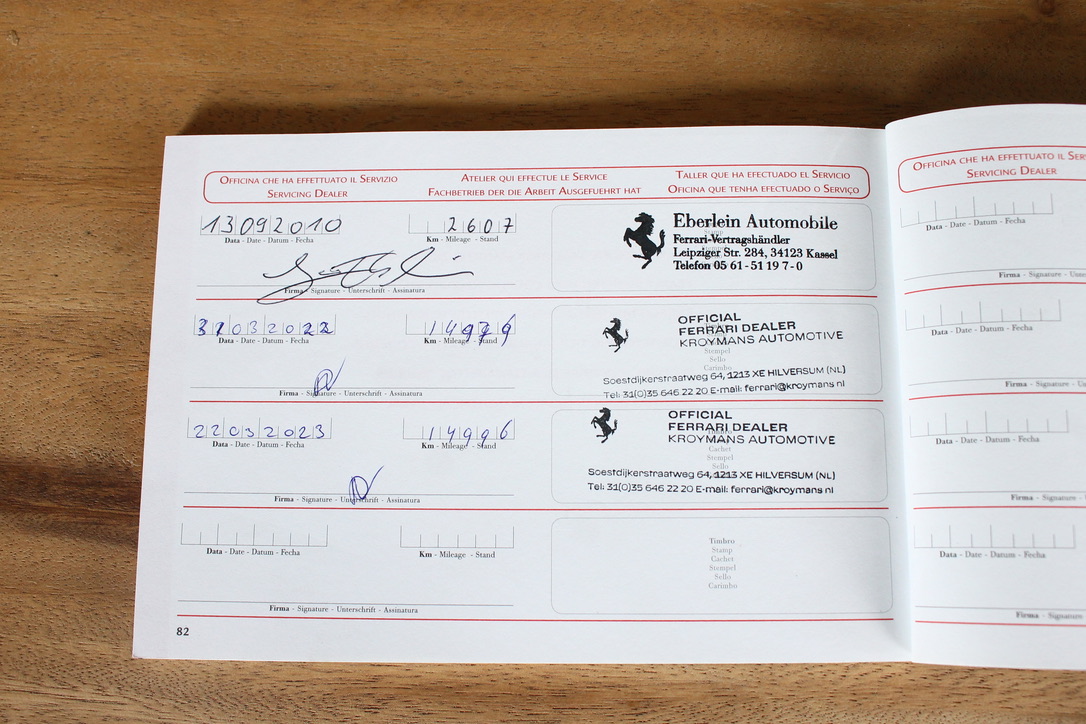 OFFICINA CHE HA EFFETTUATO IL SERVIZIO
SERVICING DEALER
ATELIER QUI EFFECTUE LE SERVICE
FACHBETRIEB DER DIE ARBEIT AUSGEFUEHRT HAT
TALLER QUE HA EFECTUADO EL SERVICIO
OFICINA QUE TENHA EFECTUADO O SERVIÇO
13092010
Data - Date - Datum - Fecha
2607
Km - Mileage - Stand
Firma - Signature - Unterschrift - Assinatura
Eberlein Automobile
Ferrari-Vertragshändler
Leipziger Str. 284, 34123 Kassel
Telefon 05 61-51 19 7-0
31032022
Data - Date - Datum - Fecha
Km - Mileage - Stand
Firma - Signature - Unterschrift - Assinatura
OFFICIAL
FERRARI DEALER
KROYMANS AUTOMOTIVE
Stempel
Sello
Carimbo
Soestdijkerstraatweg 64, 1213 XE HILVERSUM (NL)
Tel: 31(0)35 646 22 20 E-mail: ferrari@kroymans nl
22032023
Data - Date - Datum - Fecha
14996
Km - Mileage - Stand
Firma - Signature - Unterschrift - Assinatura
OFFICIAL
FERRARI DEALER
KROYMANS AUTOMOTIVE
Cachet
Stempel
Sello
Soestdijkerstraatweg 64, 1213 XE HILVERSUM (NL)
Tel: 31(0)35 646 22 20 E-mail: ferrari@kroymans nl
Data - Date - Datum - Fecha
Km - Mileage - Stand
Firma - Signature - Unterschrift - Assinatura
Timbro
Stamp
Cachet
Stempel
Sello
Carimbo
82
OFFICINA CHE HA EFFETTUATO IL SER
SERVICING DEALER
Data - Date - Datum - Fecha
Firma - Signature - Unterschrift
Data - Date - Datum - Fecha
Firma - Signature - Un
Data - Date - Datum - Fecha
Firma - Signature -
Data - Date - Datum - Fecha
Firma - Signature